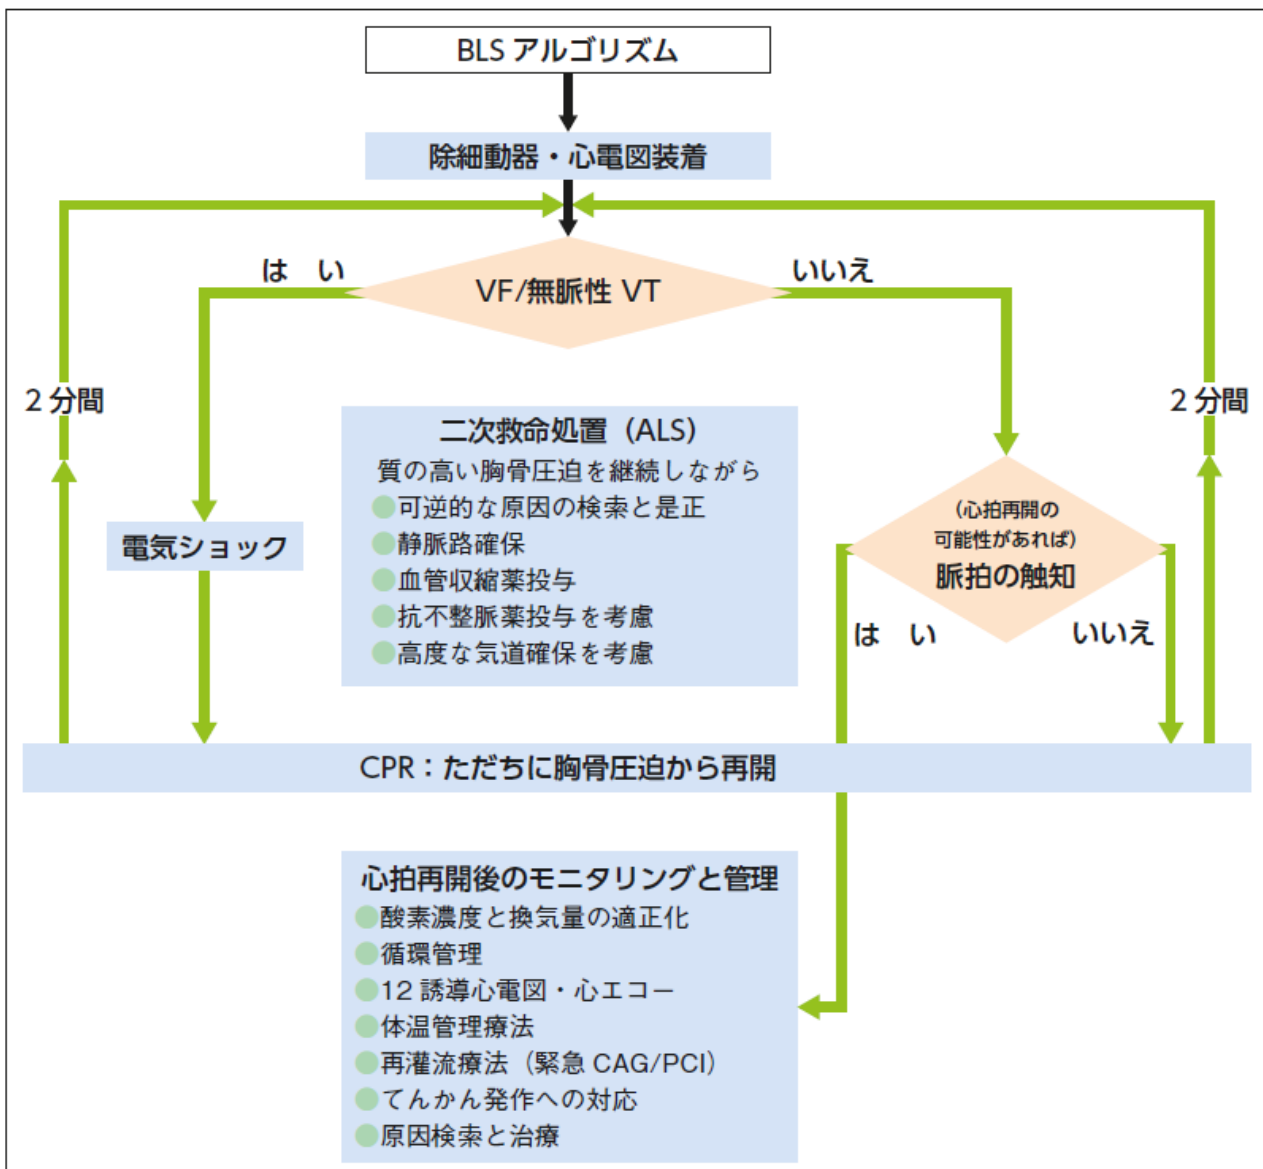 BLS アルゴリズム
除細動器・心電図装着
は い
VF/無脈性 VT
いいえ
2 分間
2 分間
二次救命処置（ALS）
質の高い胸骨圧迫を継続しながら
●可逆的な原因の検索と是正
●静脈路確保
●血管収縮薬投与
●抗不整脈薬投与を考慮
●高度な気道確保を考慮
電気ショック
（心拍再開の
可能性があれば）
脈拍の触知
は い
いいえ
CPR：ただちに胸骨圧迫から再開
心拍再開後のモニタリングと管理
●酸素濃度と換気量の適正化
●循環管理
●12 誘導心電図・心エコー
●体温管理療法
●再灌流療法（緊急 CAG/PCI）
●てんかん発作への対応
●原因検索と治療